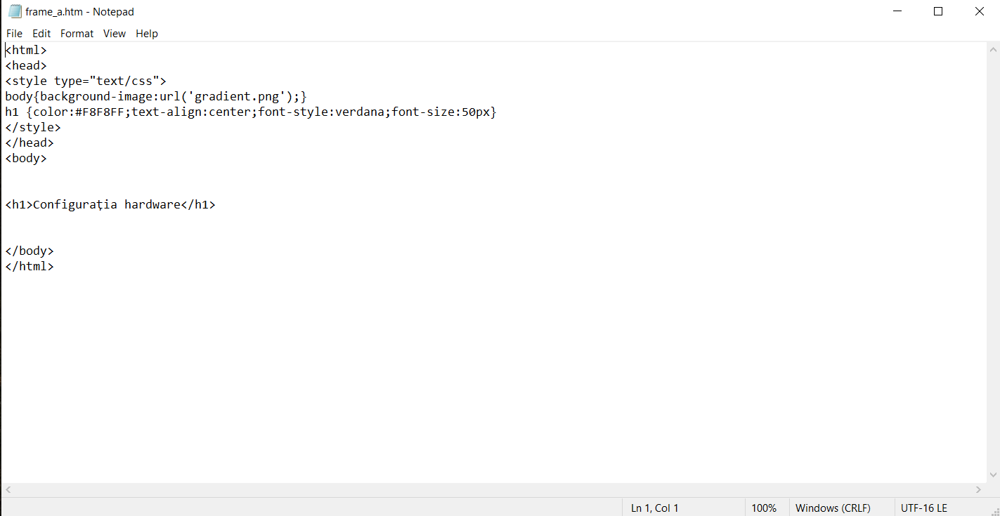 frame_a.htm - Notepad
File Edit Format View Help
<html>
<head>
<style type="text/css">
body{background-image:url('gradient.png');}
h1 {color:#F8F8FF;text-align:center;font-style:verdana;font-size:50px}
</style>
</head>
<body>
<h1>Configurația hardware</h1>
</body>
</html>
Ln 1, Col 1 100% Windows (CRLF) UTF-16 LE